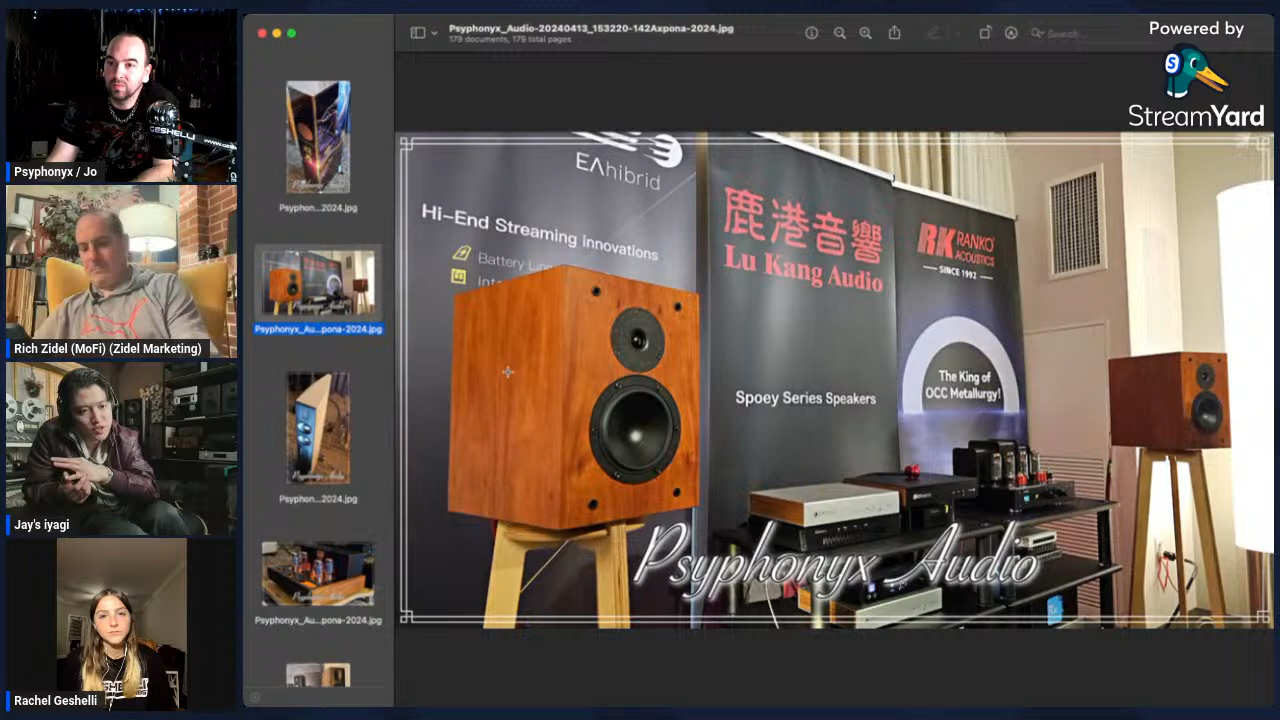 Psyphonyx_Audio-20240413_153220-142Axpona-2024.jpg
179 documents, 179 total pages
Search
Powered by
StreamYard
GESHELLI
Psyphonyx / Jo
Rich Zidel (MoFi) (Zidel Marketing)
Jay's iyagi
Rachel Geshelli
Psyphon...2024.jpg
Psyphonyx_Au...pona-2024.jpg
Psyphon...2024.jpg
Psyphonyx_Au...pona-2024.jpg
EAhibrid
Hi-End Streaming Innovations
鹿港音響
Lu Kang Audio
Spoey Series Speakers
RK RANKO
ACOUSTICS
SINCE 1992
The King of
OCC Metallurgy!
Psyphonyx Audio